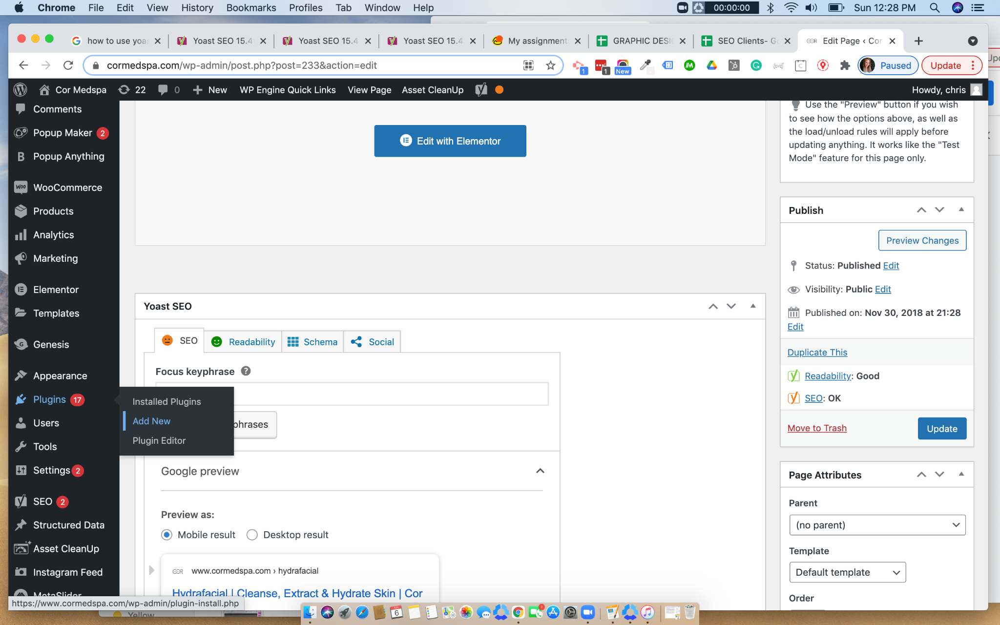 Chrome File Edit View History Bookmarks Profiles Tab Window Help 00:00:00 Sun 12:28 PM
how to use yoas Yoast SEO 15.4 Yoast SEO 15.4 Yoast SEO 15.4 My assignment GRAPHIC DESI SEO Clients- Go Edit Page ‹ Cor
cormedspa.com/wp-admin/post.php?post=233&action=edit 1 1 New Paused Update
Cor Medspa 22 0 New WP Engine Quick Links View Page Asset CleanUp Howdy, chris
Comments
Popup Maker 2
Popup Anything
WooCommerce
Products
Analytics
Marketing
Elementor
Templates
Genesis
Appearance
Plugins 17
Users
Tools
Settings 2
SEO 2
Structured Data
Asset CleanUp
Instagram Feed
MetaSlider
https://www.cormedspa.com/wp-admin/plugin-install.php
Installed Plugins
Add New
Plugin Editor
Edit with Elementor
Yoast SEO
SEO Readability Schema Social
Focus keyphrase
phrases
Google preview
Preview as:
Mobile result Desktop result
www.cormedspa.com › hydrafacial
Hydrafacial | Cleanse, Extract & Hydrate Skin | Cor
Use the "Preview" button if you wish
to see how the options above, as well as
the load/unload rules will apply before
updating anything. It works like the "Test
Mode" feature for this page only.
Publish
Preview Changes
Status: Published Edit
Visibility: Public Edit
Published on: Nov 30, 2018 at 21:28
Edit
Duplicate This
Readability: Good
SEO: OK
Move to Trash Update
Page Attributes
Parent
(no parent)
Template
Default template
Order
Yellow
6
2